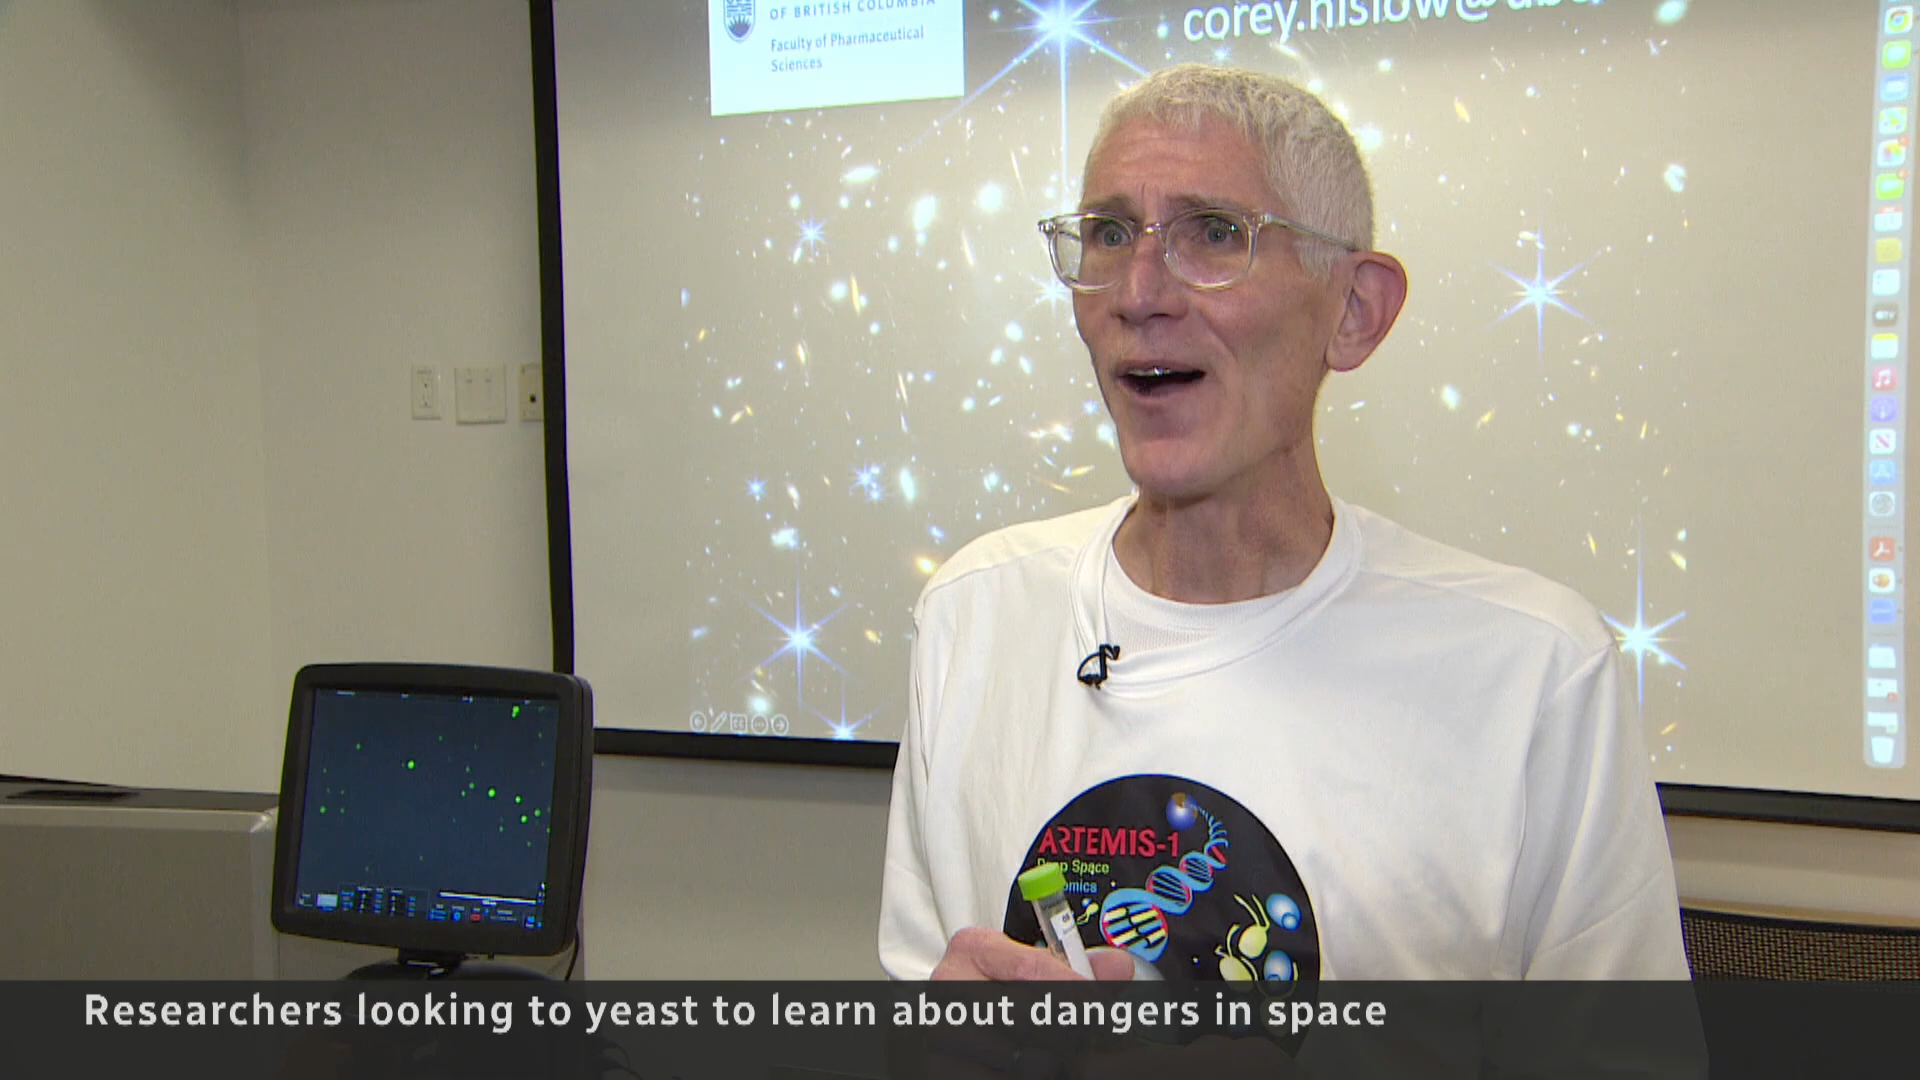 OF BRITISH COLUMBIA
Faculty of Pharmaceutical
Sciences
corey.nislow@ubc
ARTEMIS-1
Deep Space
omics
Researchers looking to yeast to learn about dangers in space